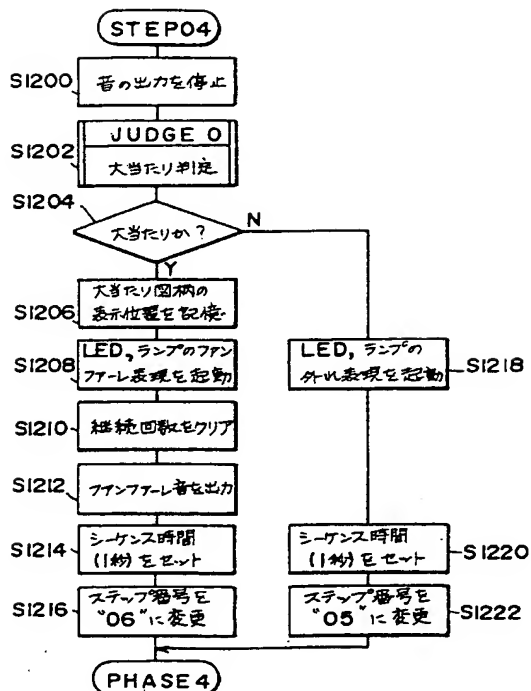 STEP04
S1200
音の出力を停止
JUDGE 0
S1202
大当たり判定
S1204
大当たりか?
N
Y
大当たり図柄の
表示位置を記憶
S1206
LED,ランプのファン
ファーレ表現を起動
S1208
LED,ランプの
外れ表現を起動
S1218
S1210
継続回数をクリア
S1212
ファンファーレ音を出力
シーケンス時間
(1秒)をセット
S1214
シーケンス時間
(1秒)をセット
S1220
ステップ番号を
"06"に変更
S1216
ステップ番号を
"05"に変更
S1222
PHASE4